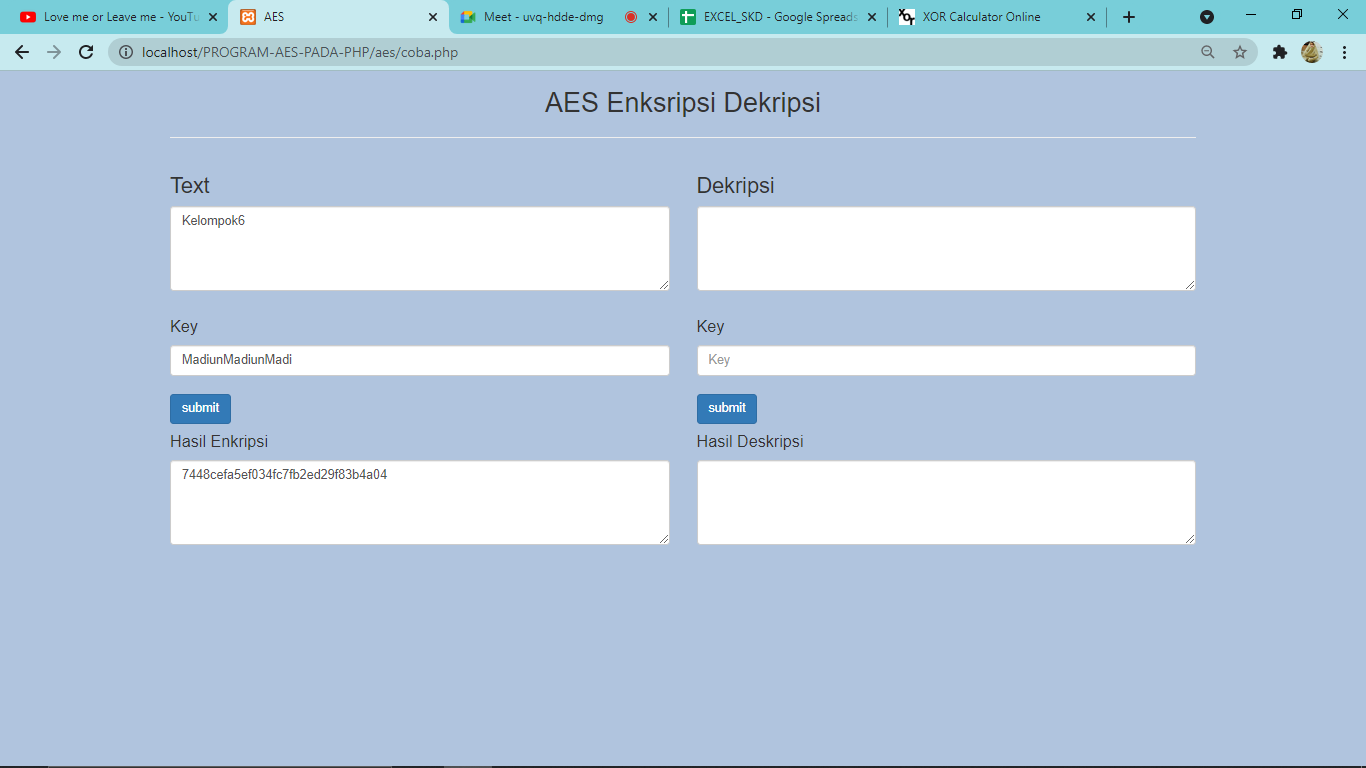 Love me or Leave me - YouTu
AES
Meet - uvq-hdde-dmg
EXCEL_SKD - Google Spreads
XOR Calculator Online
localhost/PROGRAM-AES-PADA-PHP/aes/coba.php
AES Enksripsi Dekripsi
Text
Kelompok6
Key
MadiunMadiunMadi
submit
Hasil Enkripsi
7448cefa5ef034fc7fb2ed29f83b4a04
Dekripsi
Key
Key
submit
Hasil Deskripsi